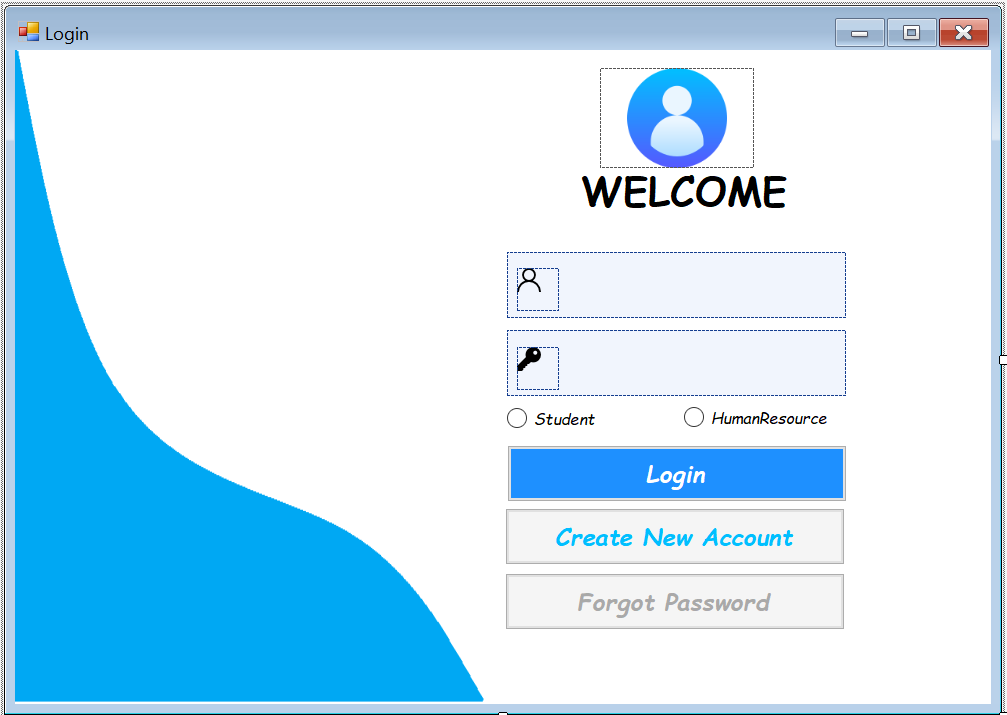 Login
WELCOME
Student
HumanResource
Login
Create New Account
Forgot Password